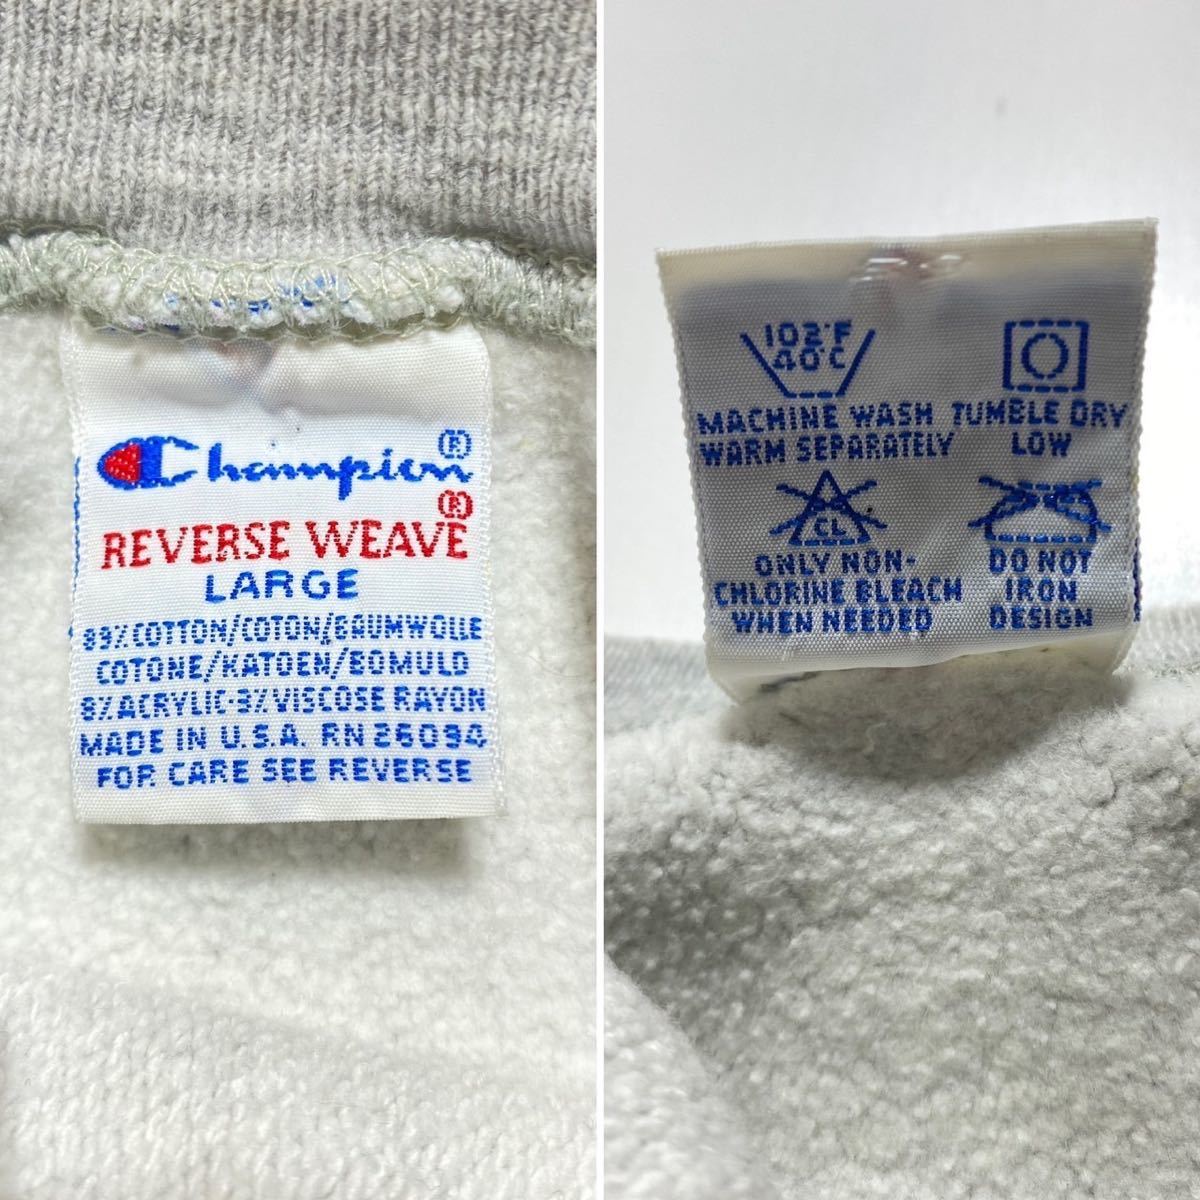 Champion®
REVERSE WEAVE®
LARGE
89% COTTON/COTON/BAUMWOLLE
COTONE/KATOEN/BOMULD
8% ACRYLIC·3% VISCOSE RAYON
MADE IN U.S.A. RN26094
FOR CARE SEE REVERSE
102°F
40°C
MACHINE WASH
WARM SEPARATELY
TUMBLE DRY
LOW
CL
ONLY NON-
CHLORINE BLEACH
WHEN NEEDED
DO NOT
IRON
DESIGN